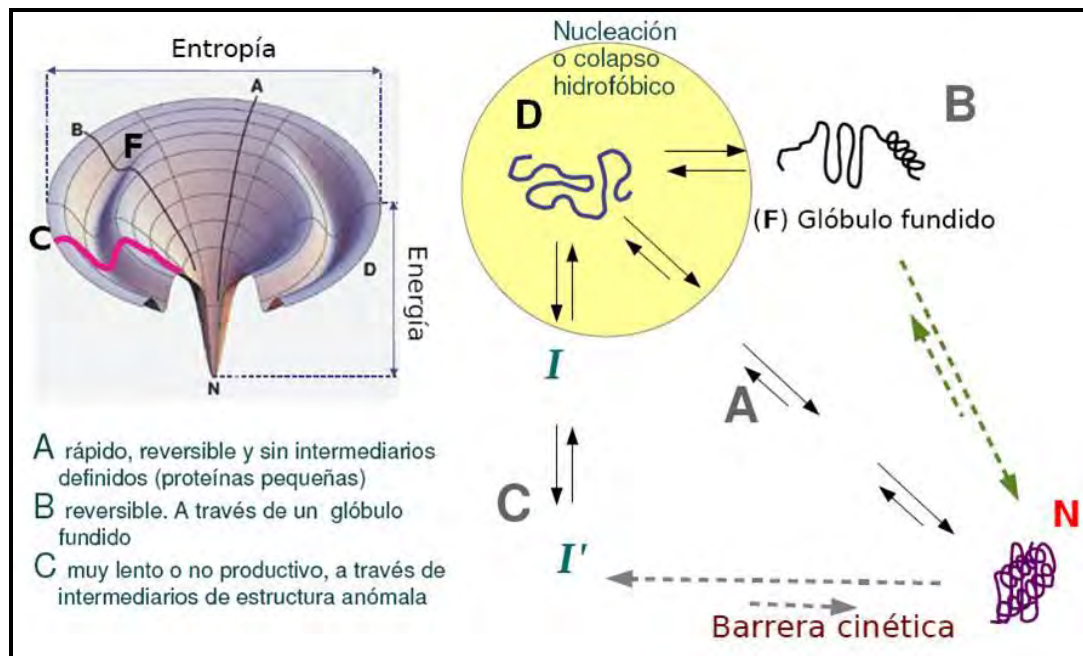 Entropía
A
B
F
C
D
Energía
N
Nucleación
o colapso
hidrofóbico
D
B
(F) Glóbulo fundido
I
A
C
I'
N
Barrera cinética
A rápido, reversible y sin intermediarios
definidos (proteínas pequeñas)
B reversible. A través de un glóbulo
fundido
C muy lento o no productivo, a través de
intermediarios de estructura anómala